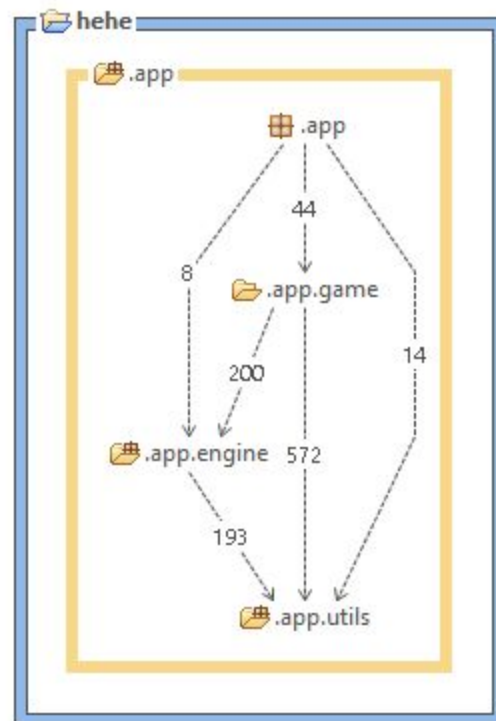 hehe
.app
.app
44
8
.app.game
14
200
.app.engine
572
193
.app.utils